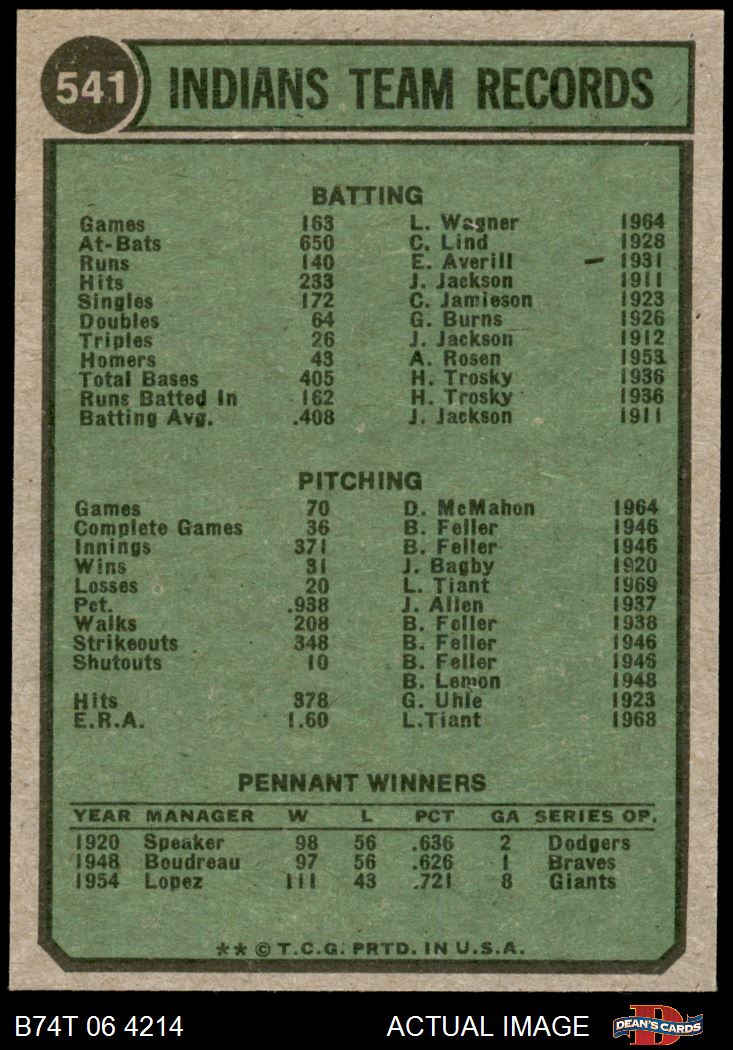 541 INDIANS TEAM RECORDS
BATTING
Games 163 L. Wagner 1964
At-Bats 650 C. Lind 1928
Runs 140 E. Averill 1931
Hits 233 J. Jackson 1911
Singles 172 C. Jamieson 1923
Doubles 64 G. Burns 1926
Triples 26 J. Jackson 1912
Homers 43 A. Rosen 1953
Total Bases 405 H. Trosky 1936
Runs Batted In 162 H. Trosky 1936
Batting Avg. .408 J. Jackson 1911
PITCHING
Games 70 D. McMahon 1964
Complete Games 36 B. Feller 1946
Innings 371 B. Feller 1946
Wins 31 J. Bagby 1920
Losses 20 L. Tiant 1969
Pct. .938 J. Allen 1937
Walks 208 B. Feller 1938
Strikeouts 348 B. Feller 1946
Shutouts 10 B. Feller 1946
B. Lemon 1948
Hits 378 G. Uhle 1923
E.R.A. 1.60 L.Tiant 1968
PENNANT WINNERS
YEAR MANAGER W L PCT GA SERIES OP.
1920 Speaker 98 56 .636 2 Dodgers
1948 Boudreau 97 56 .626 1 Braves
1954 Lopez 111 43 .721 8 Giants
** © T.C.G. PRTD. IN U.S.A.
B74T 06 4214 ACTUAL IMAGE D DEAN'S CARDS